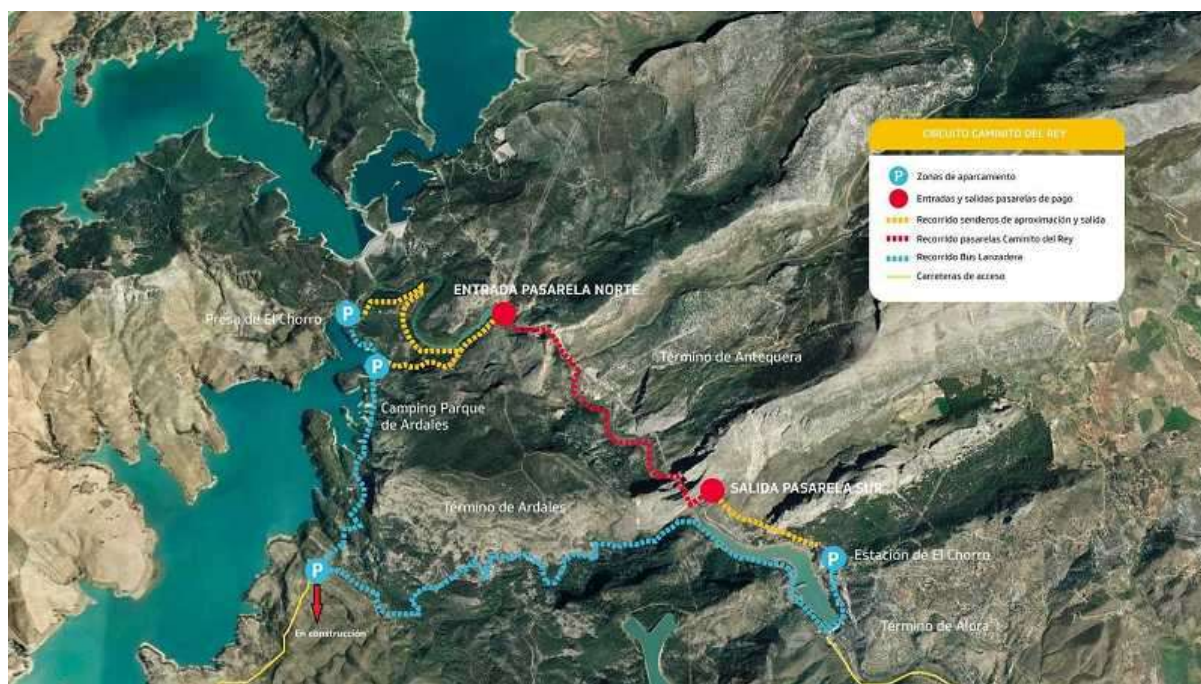 CIRCUITO CAMINITO DEL REY
P Zonas de aparcamiento
Entradas y salidas pasarelas de pago
Recorrido senderos de aproximación y salida
Recorrido pasarelas Caminito del Rey
Recorrido Bus Lanzadera
Carreteras de acceso
ENTRADA PASARELA NORTE
Presa de El Chorro
P
P
Término de Antequera
Camping Parque
de Ardales
SALIDA PASARELA SUR
Término de Ardales
P
Estación de El Chorro
P
En construcción
Término de Alora